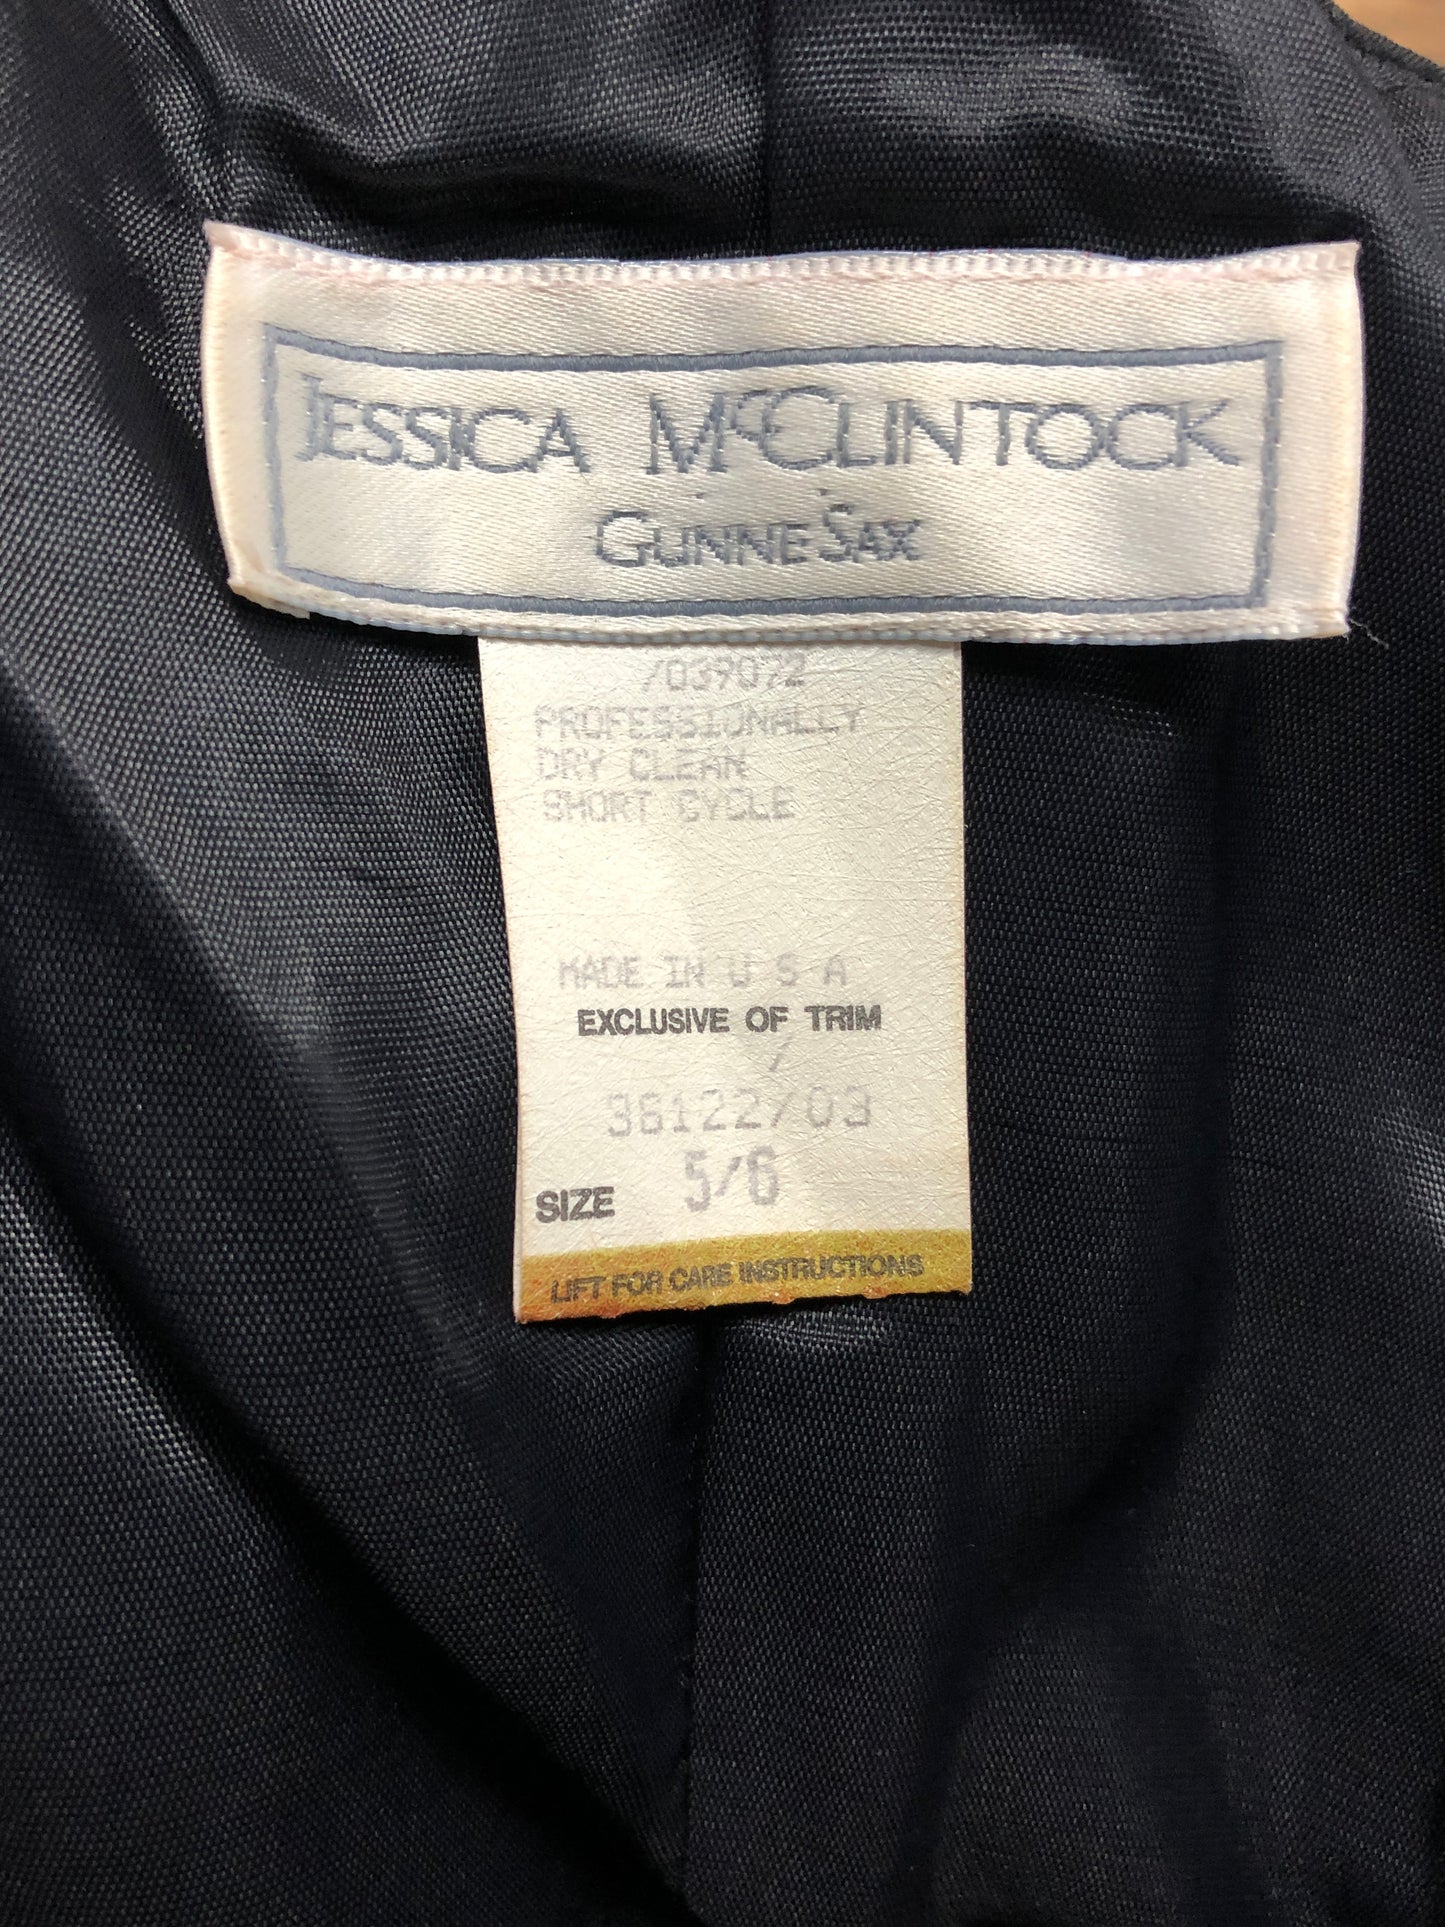 JESSICA MCCLINTOCK
GUNNE SAX
/039072
PROFESSIONALLY
DRY CLEAN
SHORT CYCLE
MADE IN U S A
EXCLUSIVE OF TRIM
/
36122/03
SIZE 5/6
LIFT FOR CARE INSTRUCTIONS